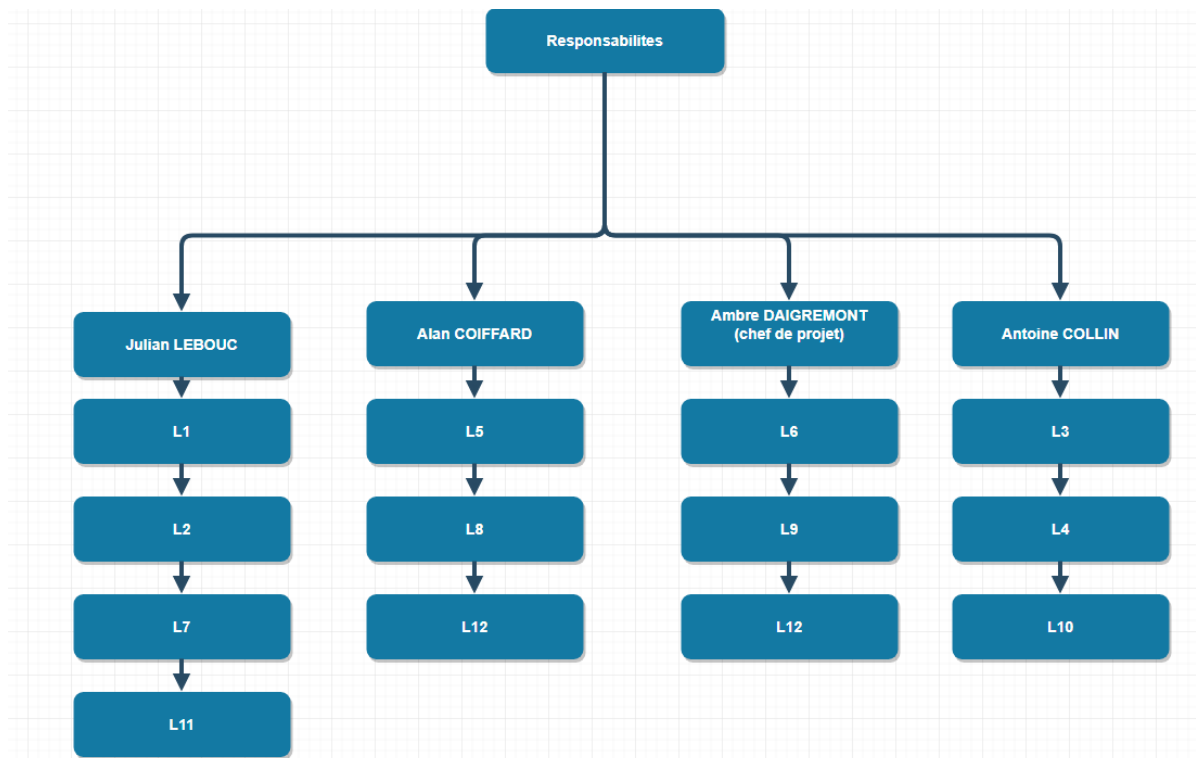 Responsabilites
Julian LEBOUC
Alan COIFFARD
Ambre DAIGREMONT
(chef de projet)
Antoine COLLIN
L1
L5
L6
L3
L2
L8
L9
L4
L7
L12
L12
L10
L11